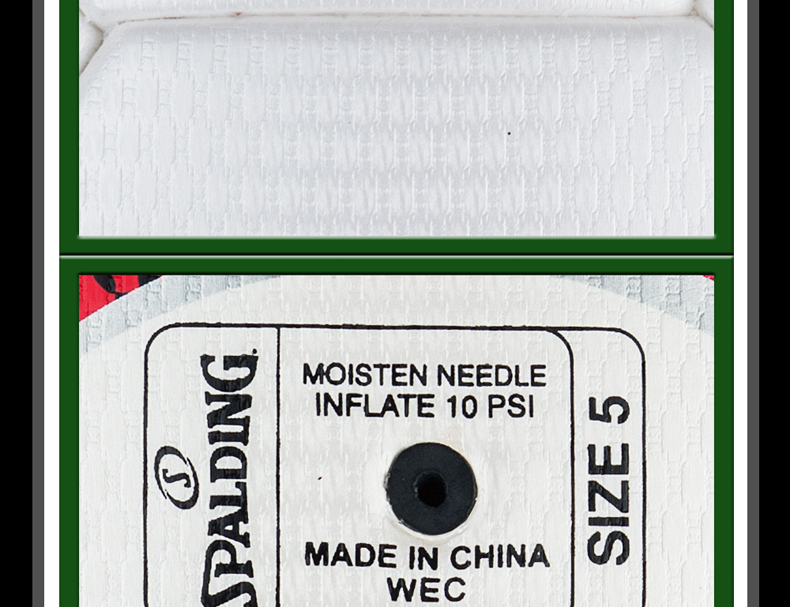 SPALDING
MOISTEN NEEDLE
INFLATE 10 PSI
MADE IN CHINA
WEC
SIZE 5